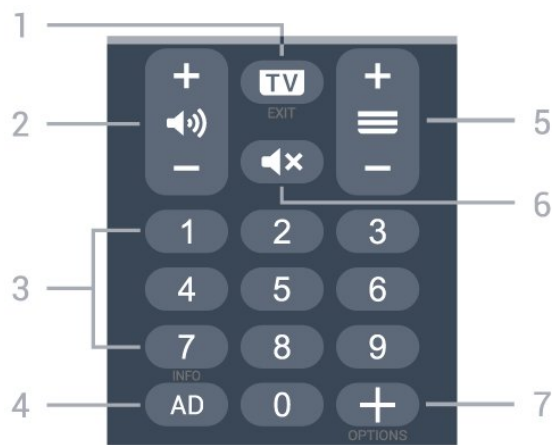 1
+ TV +
EXIT
2 5
- -
6
1 2 3
3
4 5 6
7 8 9
INFO
4 AD 0 + 7
OPTIONS